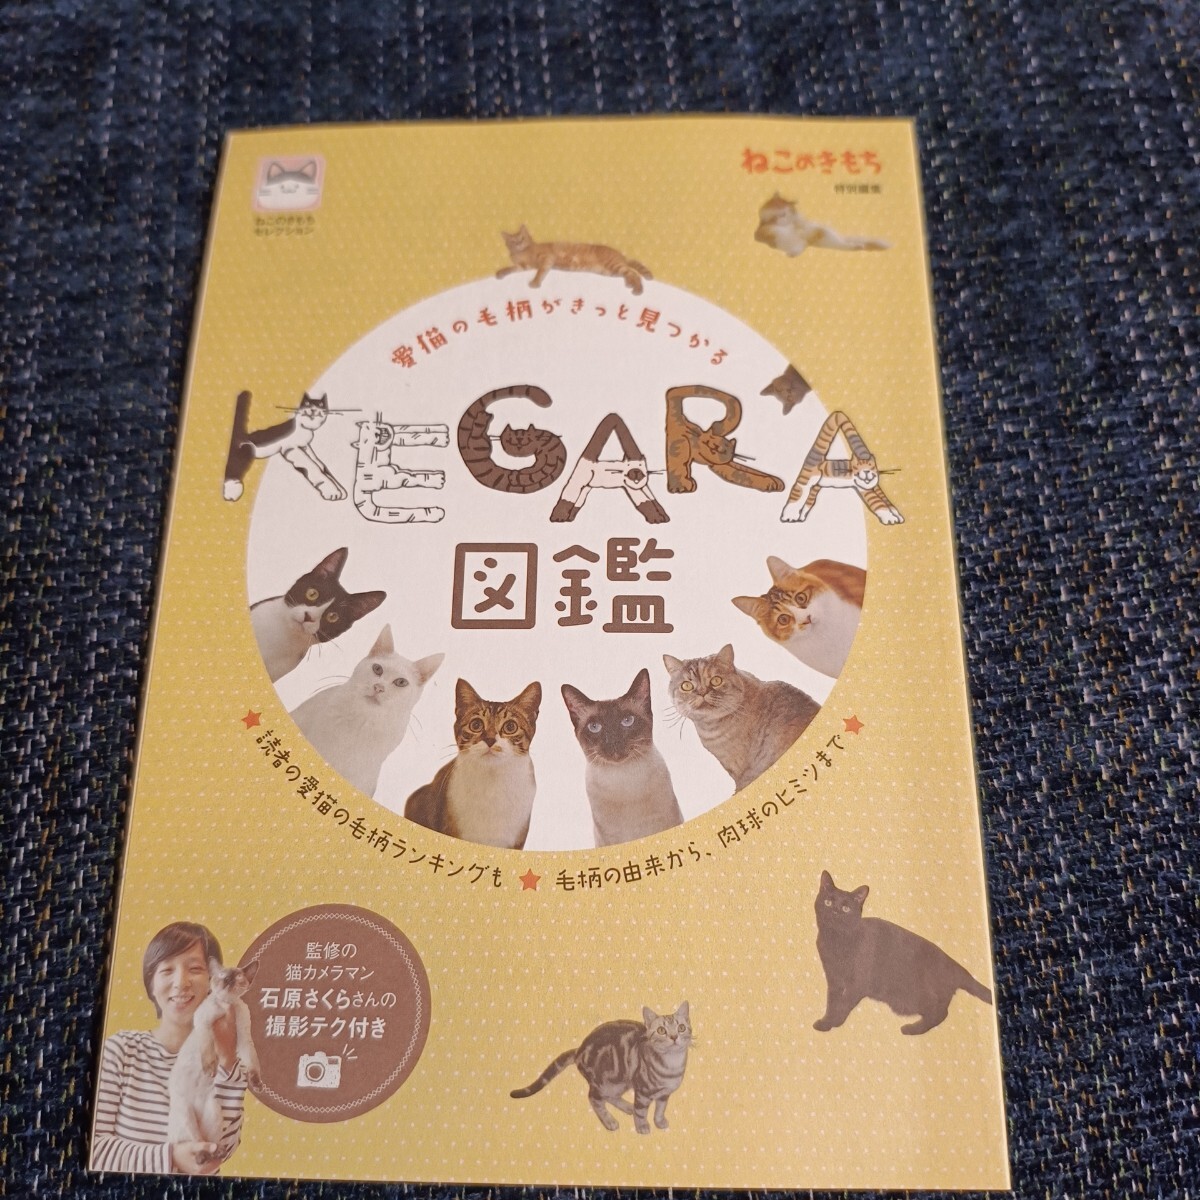 ねこのきもち
セレクション
ねこのきもち
特別編集
愛猫の毛柄がきっと見つかる
KEGARA
図鑑
★読者の愛猫の毛柄ランキングも★毛柄の由来から、肉球のヒミツまで★
監修の
猫カメラマン
石原さくらさんの
撮影テク付き